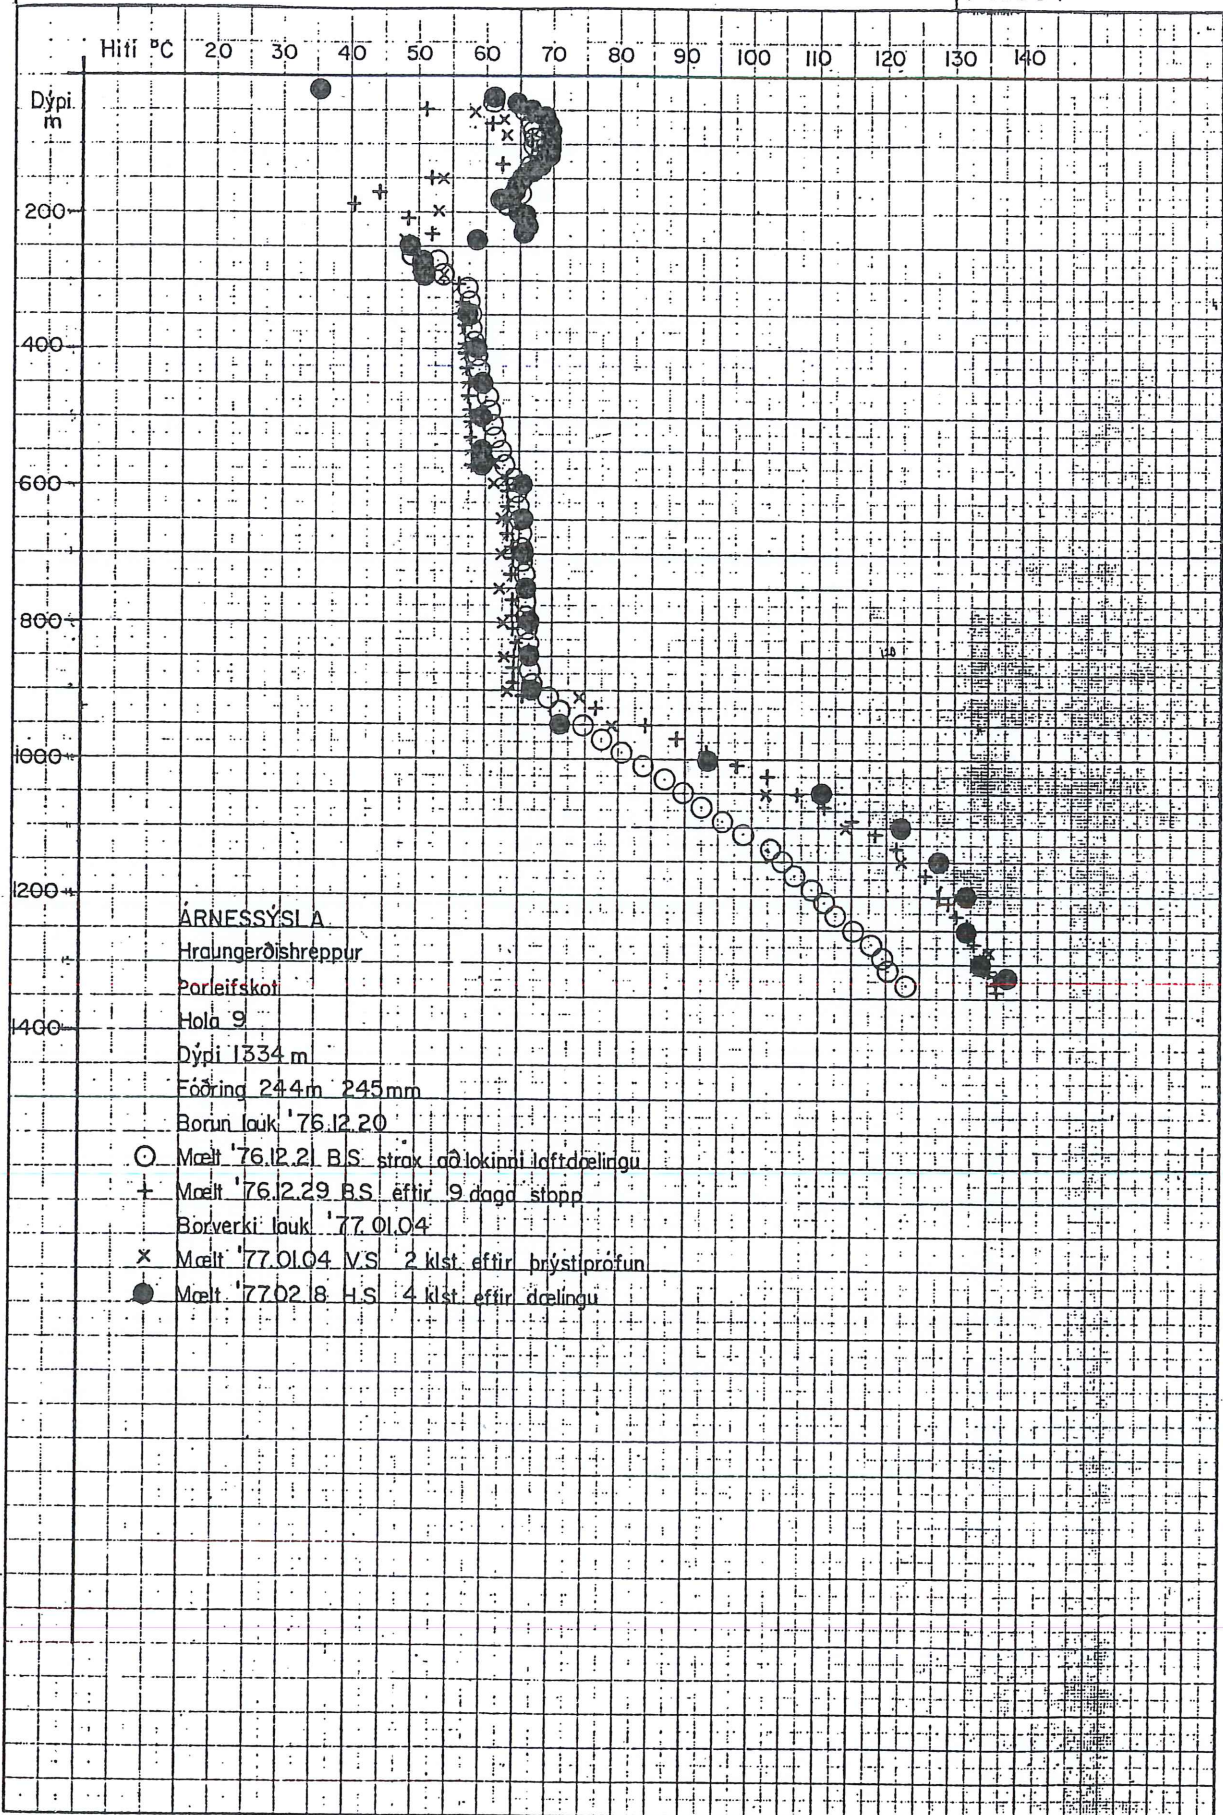 Hiti °C 20 30 40 50 60 70 80 90 100 110 120 130 140
Dýpi
m
200
400
600
800
120
1000
1200
ÁRNESSÝSLA
Hraungerðishreppur
Þorleifskot
Hola 9
1400
Dýpi 1334 m
Fóðring 244m 245mm
Borun lauk '76.12.20
Mælt '76.12.21 B.S. strax að lokinni loftdælingu
+ Mælt '76.12.29 B.S. eftir 9 daga stopp
Borverki lauk '77.01.04
x Mælt '77.01.04 V.S. 2 klst. eftir þrýstiprófun
Mælt '77.02.18 H.S. 4 klst. eftir dælingu